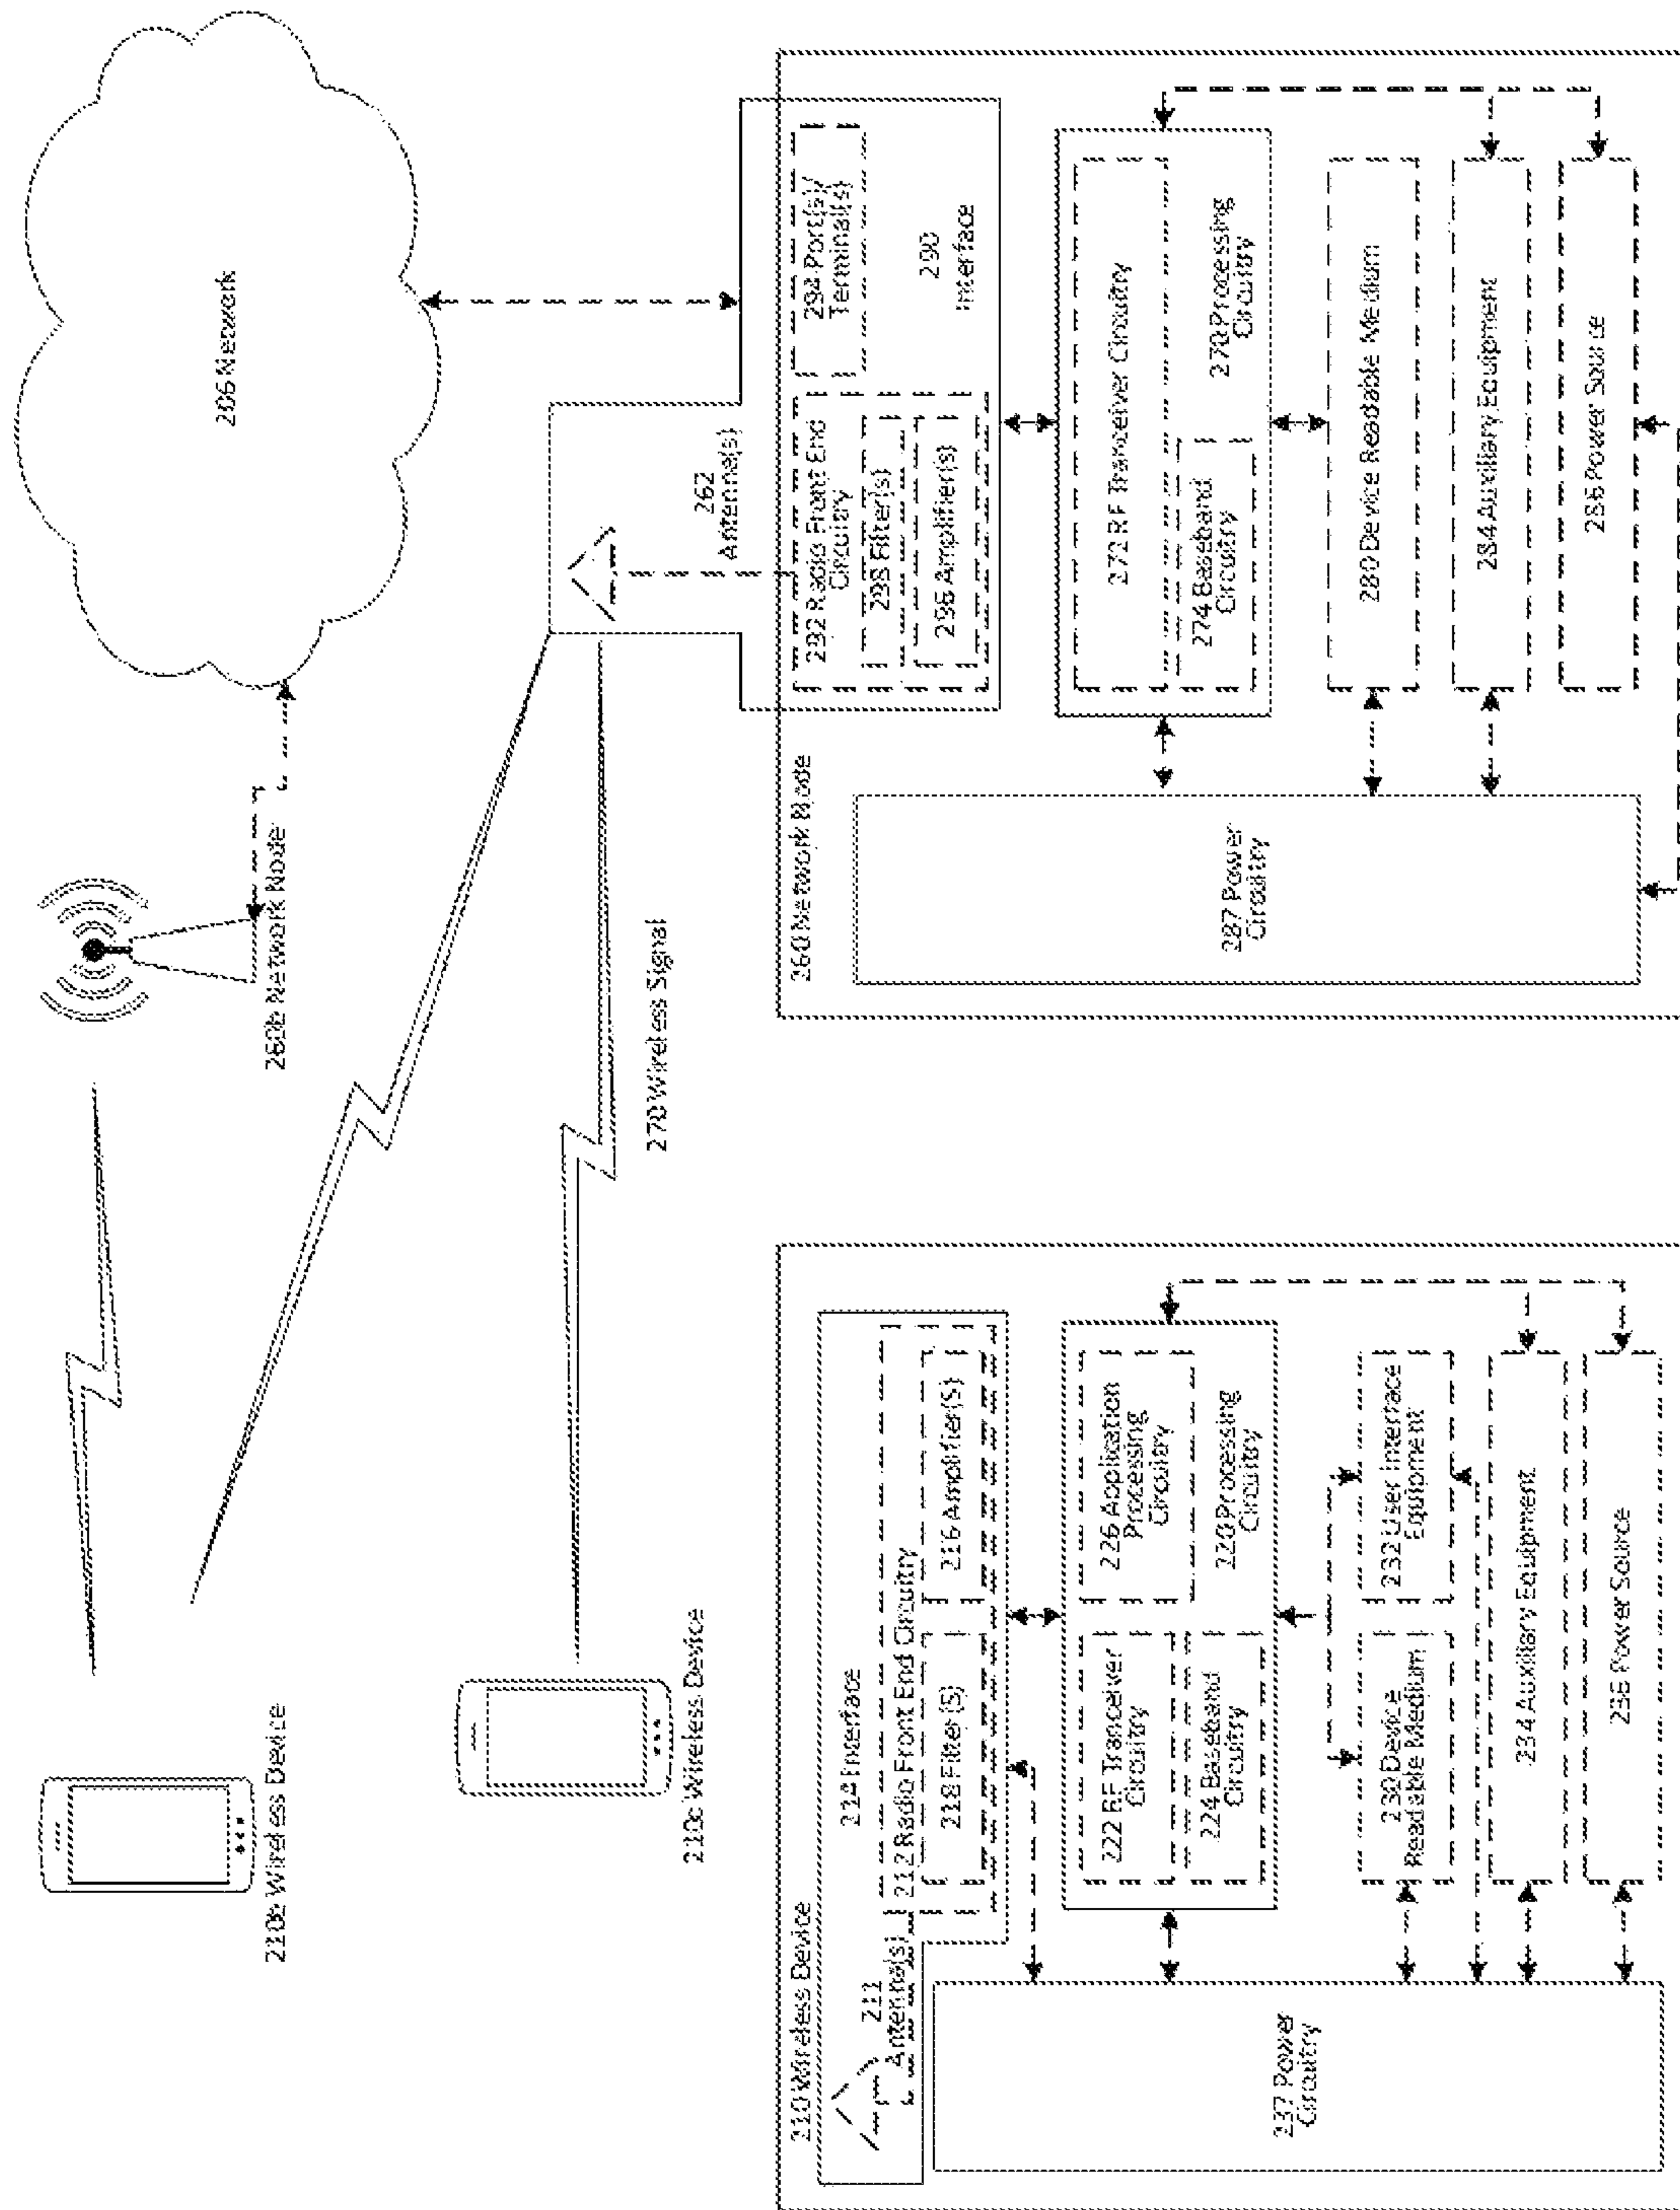 206 Network
260b Network Node
210b Wireless Device
210c Wireless Device
270 Wireless Signal
262
Antenna(s)
210 Wireless Device
214 Interface
211
Antenna(s)
212 Radio Front End Circuitry
218 Filter(S)
216 Amplifier(S)
222 RF Tranceiver
Circuitry
226 Application
Processing
Circuitry
224 Baseband
Circuitry
220 Processing
Circuitry
230 Device
Readable Medium
232 User Interface
Equipment
234 Auxiliary Equipment
236 Power Source
237 Power
Circuitry
260 Network Node
292 Radio Front End
Circuitry
298 Filter(s)
296 Amplifier(s)
294 Port(s)/
Terminal(s)
290
Interface
272 RF Tranceiver Circuitry
274 Baseband
Circuitry
270 Processing
Circuitry
280 Device Readable Medium
284 Auxiliary Equipment
286 Power Source
287 Power
Circuitry